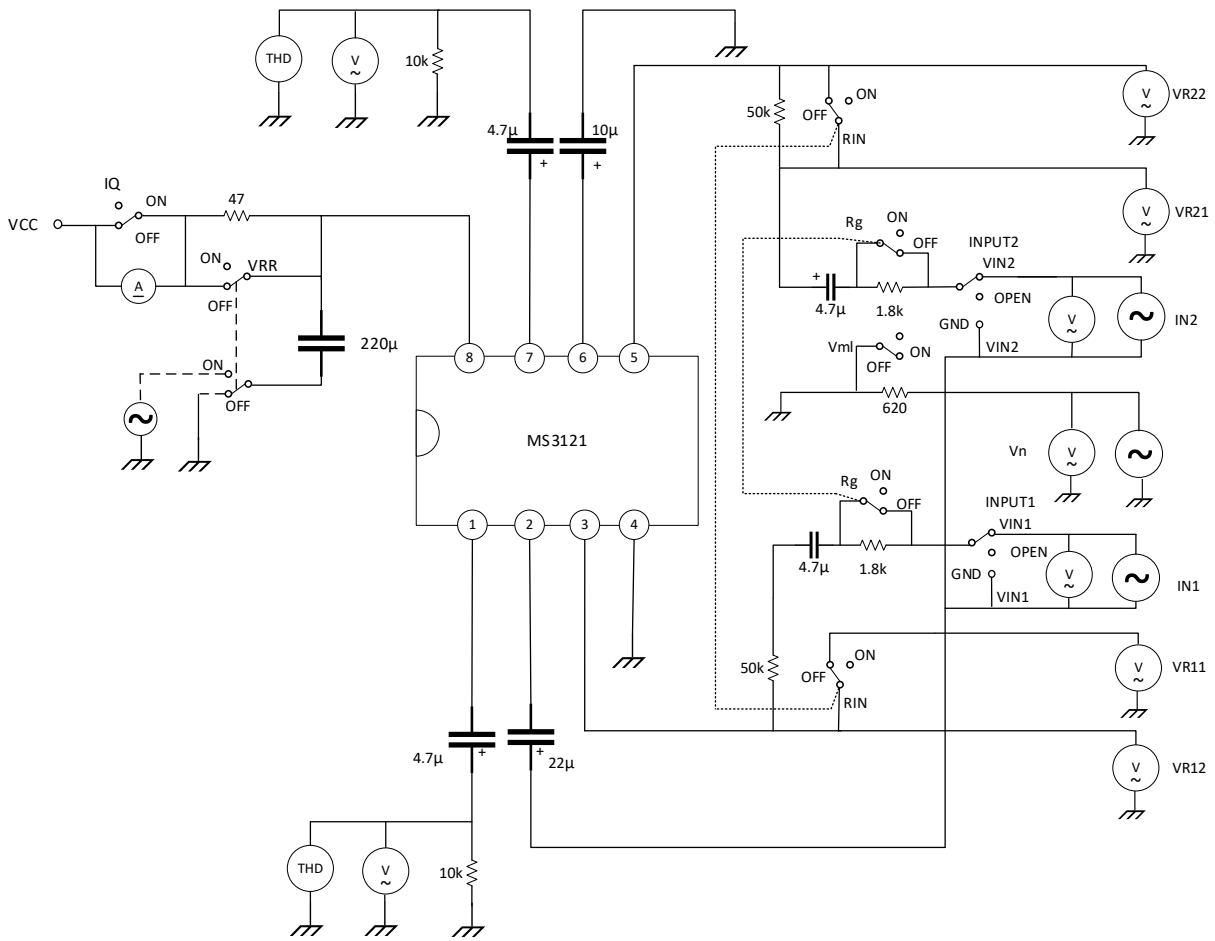 THD
V
~
10k
4.7μ
+
10μ
+
50k
ON
OFF
RIN
V
~
VR22
IQ
ON
OFF
VCC
A
47
ON
VRR
OFF
220μ
ON
OFF
~
V
~
VR21
Rg
ON
OFF
INPUT2
VIN2
OPEN
GND
VIN2
+
4.7μ
1.8k
V
~
~
IN2
Vml
ON
OFF
620
Vn
V
~
~
8
7
6
5
MS3121
1
2
3
4
Rg
ON
OFF
INPUT1
VIN1
OPEN
GND
VIN1
4.7μ
1.8k
V
~
~
IN1
50k
ON
OFF
RIN
V
~
VR11
V
~
VR12
4.7μ
+
+
22μ
THD
V
~
10k